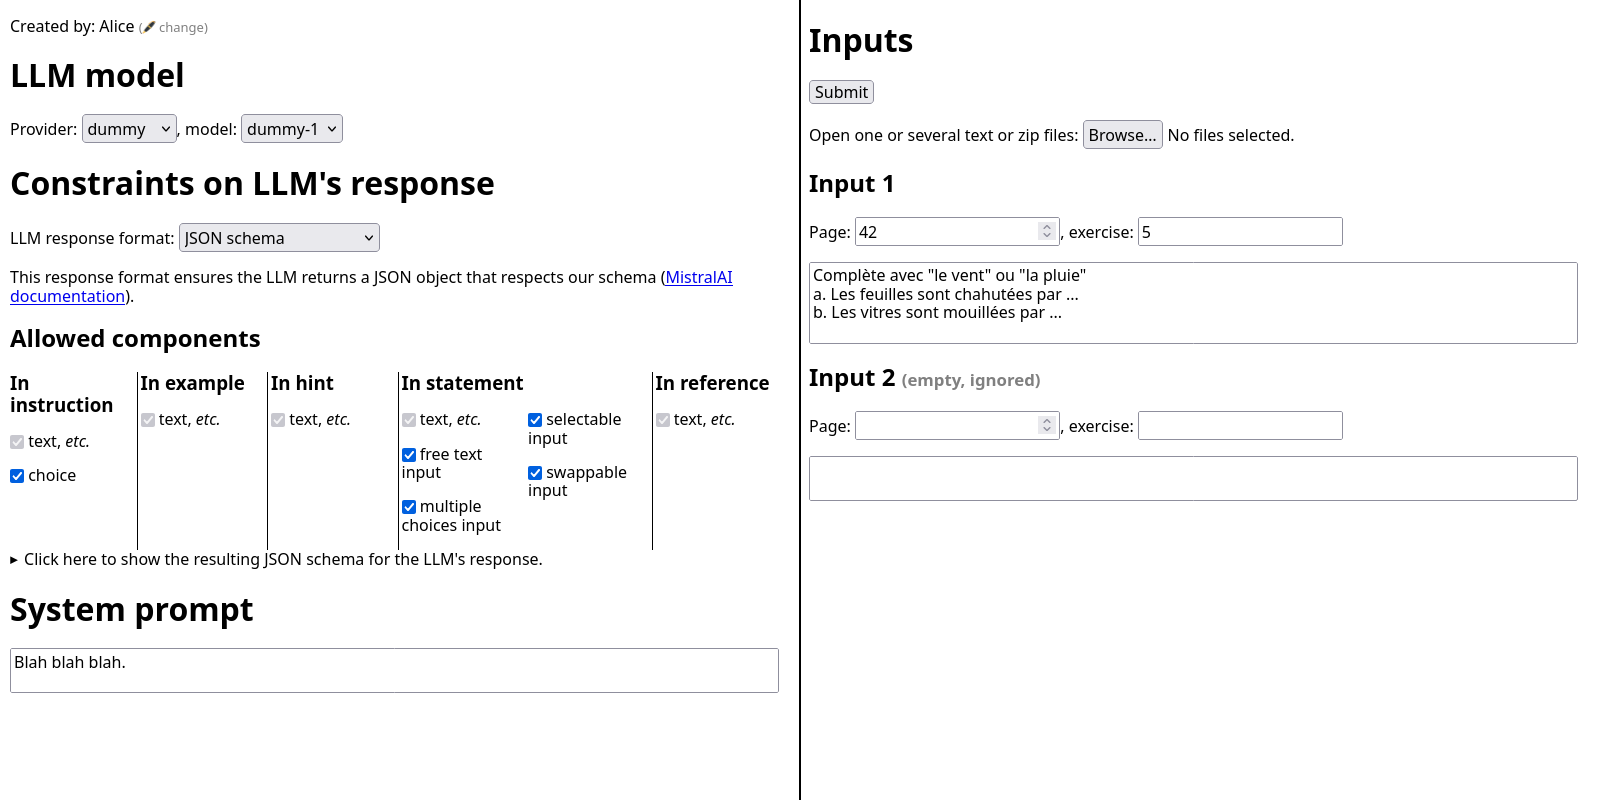 Created by: Alice (🖋 change)
LLM model
Provider: dummy, model: dummy-1
Constraints on LLM's response
LLM response format: JSON schema
This response format ensures the LLM returns a JSON object that respects our schema (MistralAI
documentation).
Allowed components
In
instruction
text, etc.
choice
In example
text, etc.
In hint
text, etc.
In statement
text, etc.
free text
input
multiple
choices input
selectable
input
swappable
input
In reference
text, etc.
▸ Click here to show the resulting JSON schema for the LLM's response.
System prompt
Blah blah blah.
Inputs
Submit
Open one or several text or zip files: Browse... No files selected.
Input 1
Page: 42, exercise: 5
Complète avec "le vent" ou "la pluie"
a. Les feuilles sont chahutées par ...
b. Les vitres sont mouillées par ...
Input 2 (empty, ignored)
Page: , exercise: